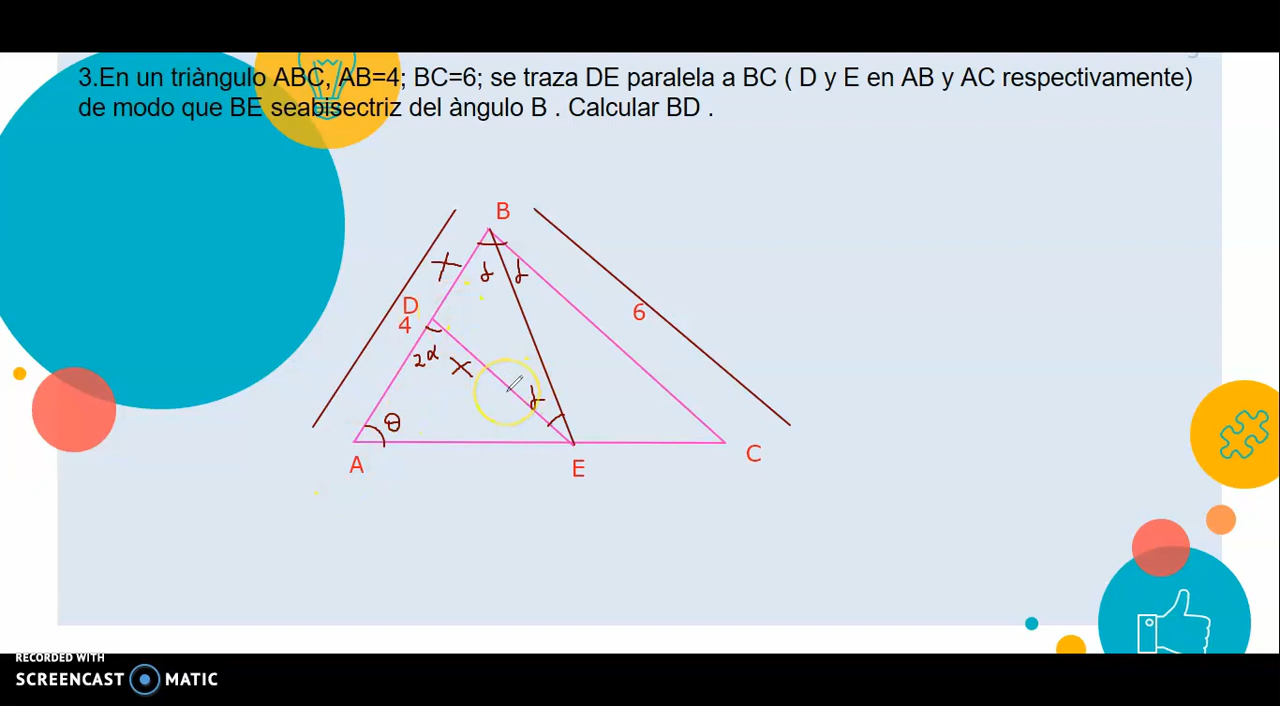 3.En un triàngulo ABC, AB=4; BC=6; se traza DE paralela a BC ( D y E en AB y AC respectivamente)
de modo que BE seabisectriz del àngulo B . Calcular BD .
B
X
α α
D
4
6
2α X
α
θ
A
E
C
RECORDED WITH
SCREENCAST MATIC